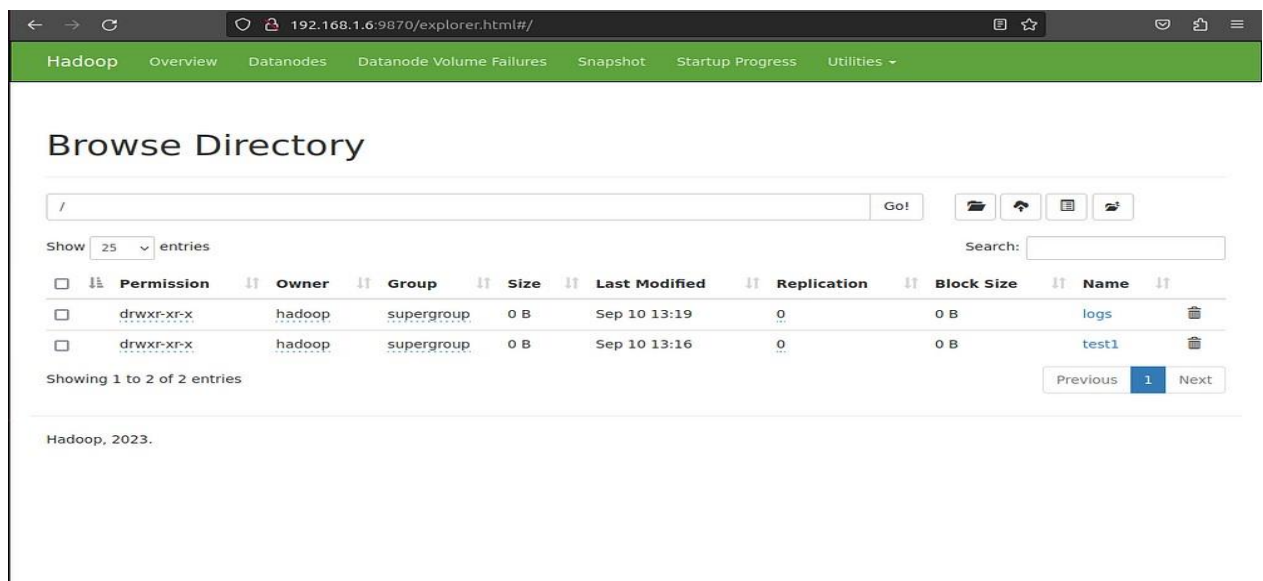 192.168.1.6:9870/explorer.html#/
Hadoop Overview Datanodes Datanode Volume Failures Snapshot Startup Progress Utilities
Browse Directory
/ Go!
Show 25 entries Search:
Permission Owner Group Size Last Modified Replication Block Size Name
drwxr-xr-x hadoop supergroup 0 B Sep 10 13:19 0 0 B logs
drwxr-xr-x hadoop supergroup 0 B Sep 10 13:16 0 0 B test1
Showing 1 to 2 of 2 entries Previous 1 Next
Hadoop, 2023.